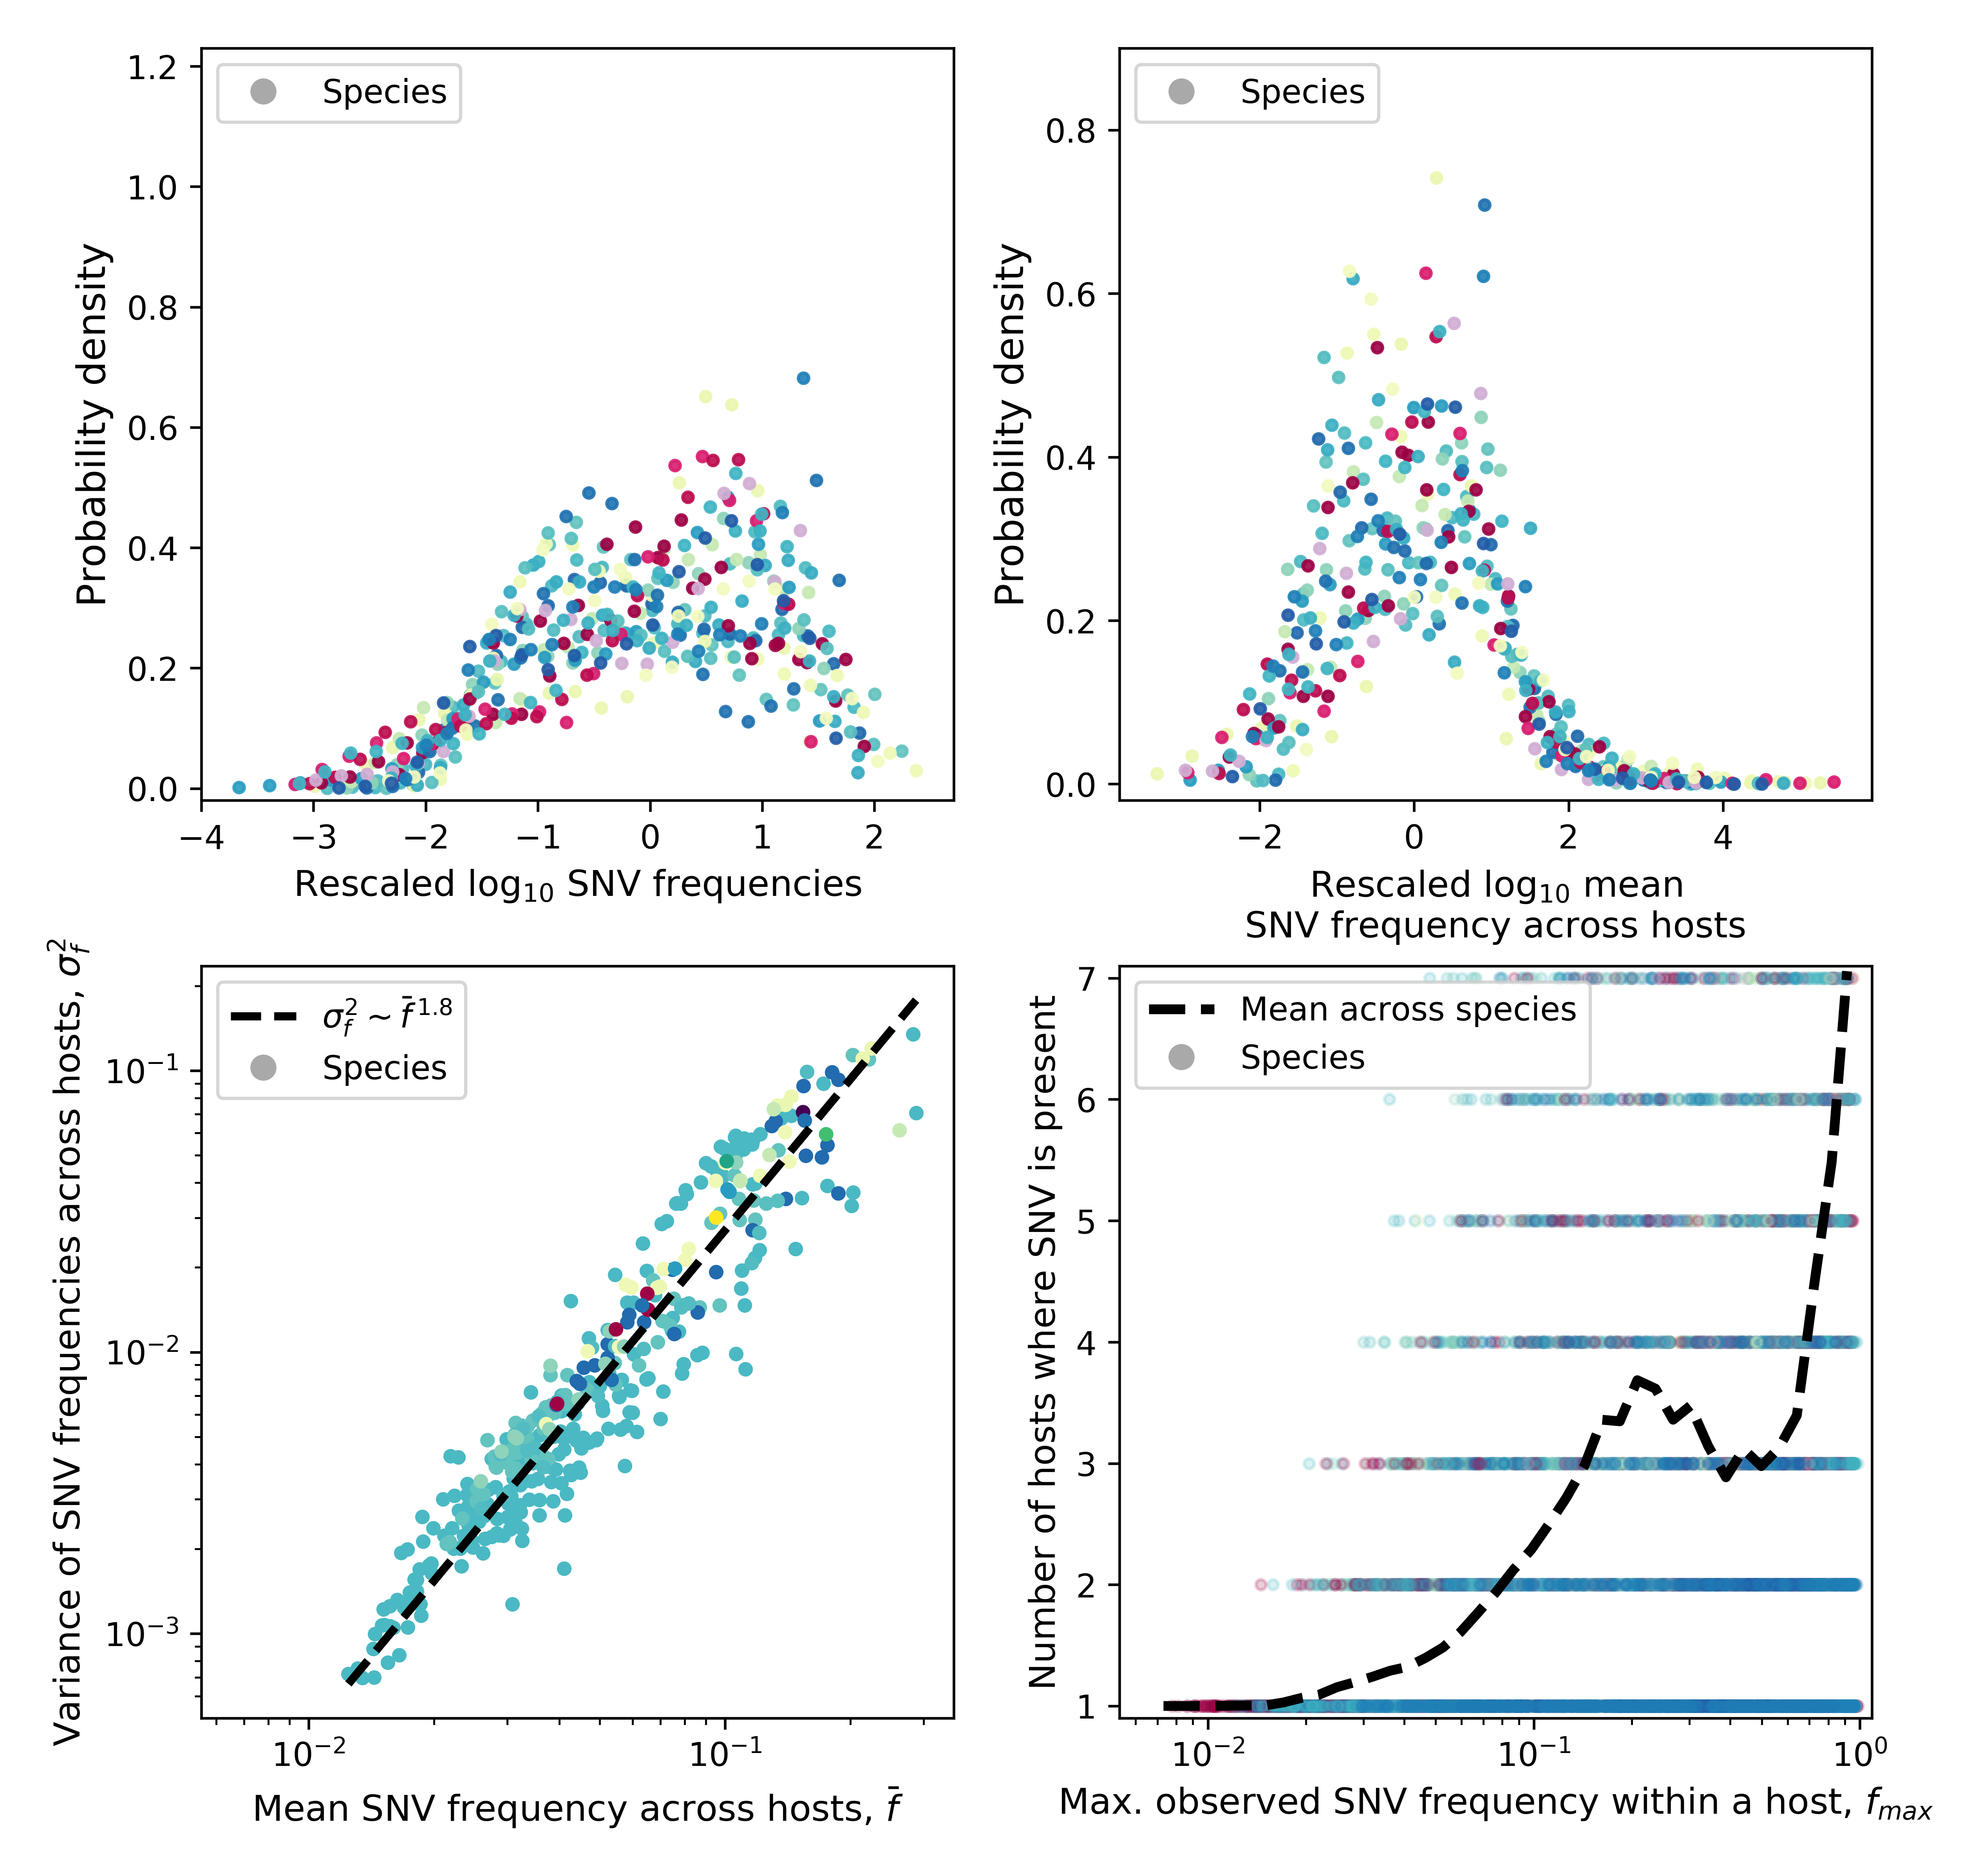 1.2
1.0
0.8
0.6
0.4
0.2
0.0
Probability density
Species
−4 −3 −2 −1 0 1 2
Rescaled log₁₀ SNV frequencies
0.8
0.6
0.4
0.2
0.0
Probability density
Species
−2 0 2 4
Rescaled log₁₀ mean
SNV frequency across hosts
10⁻¹
10⁻²
10⁻³
Variance of SNV frequencies across hosts, σ_f²
σ_f² ~ f̄^1.8
Species
10⁻² 10⁻¹
Mean SNV frequency across hosts, f̄
7
6
5
4
3
2
1
Number of hosts where SNV is present
Mean across species
Species
10⁻² 10⁻¹ 10⁰
Max. observed SNV frequency within a host, f_max